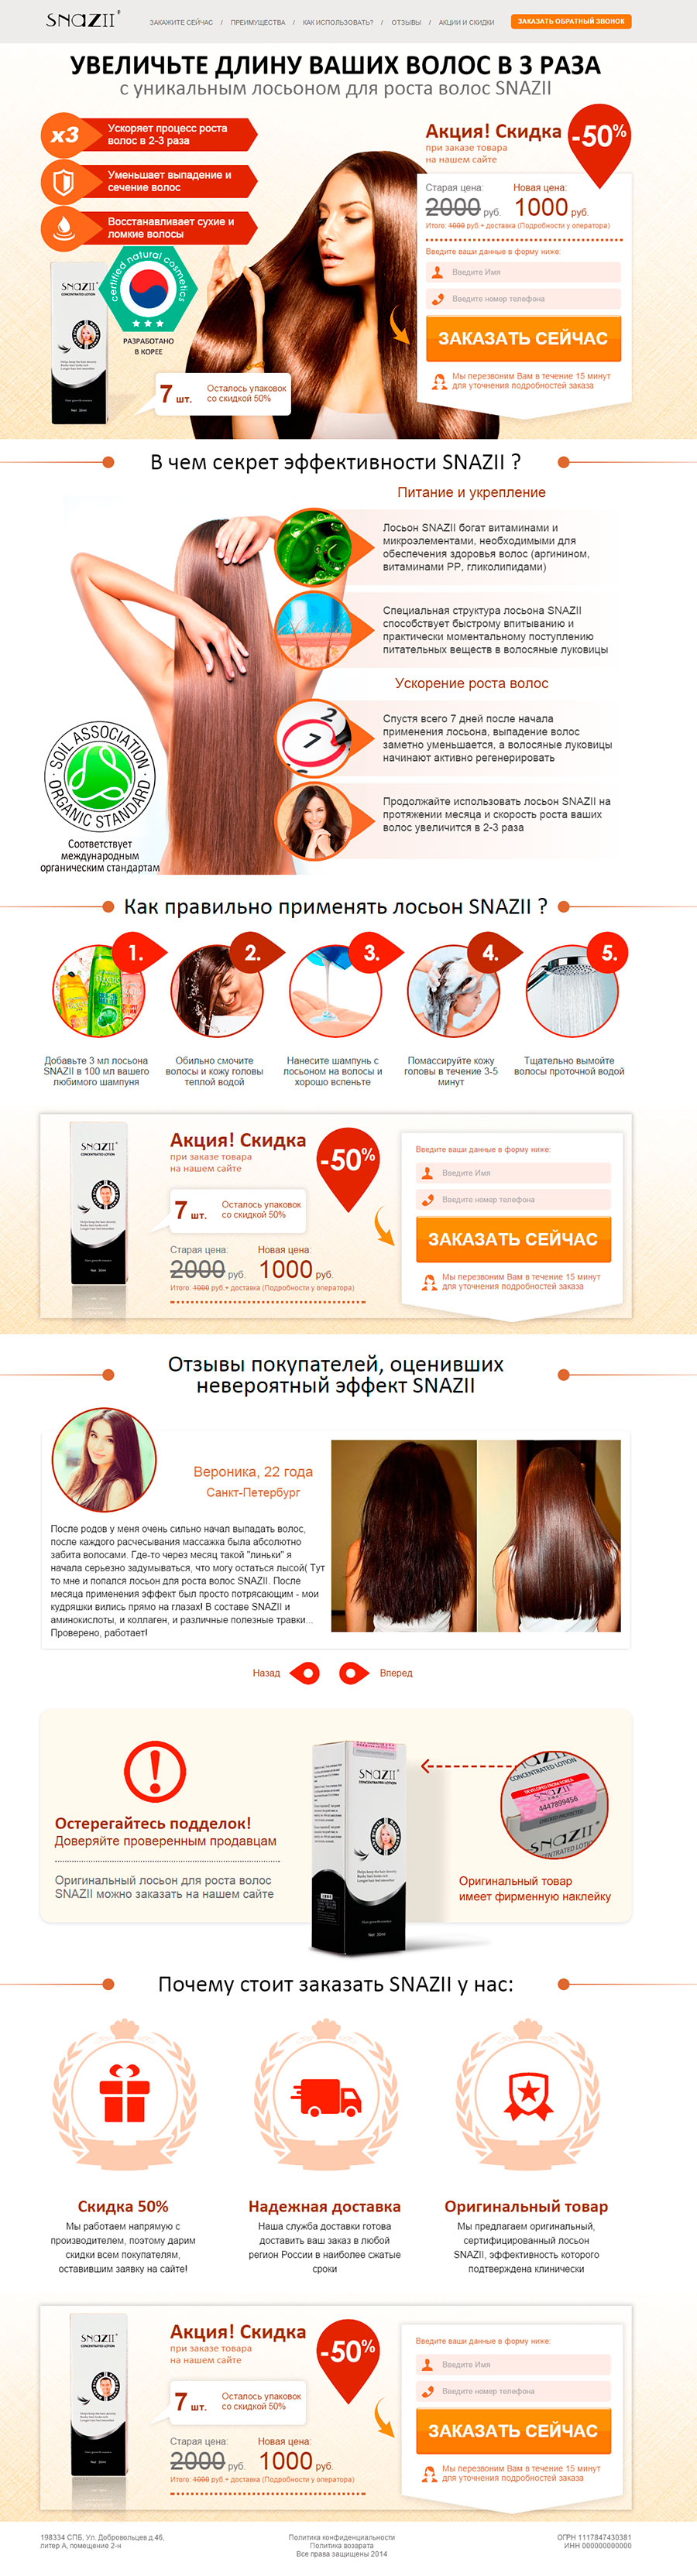 SNAZII®
ЗАКАЖИТЕ СЕЙЧАС / ПРЕИМУЩЕСТВА / КАК ИСПОЛЬЗОВАТЬ? / ОТЗЫВЫ / АКЦИИ И СКИДКИ
ЗАКАЗАТЬ ОБРАТНЫЙ ЗВОНОК
УВЕЛИЧЬТЕ ДЛИНУ ВАШИХ ВОЛОС В 3 РАЗА
с уникальным лосьоном для роста волос SNAZII
x3
Ускоряет процесс роста
волос в 2-3 раза
Уменьшает выпадение и
сечение волос
Восстанавливает сухие и
ломкие волосы
certified natural cosmetics
РАЗРАБОТАНО
В КОРЕЕ
SNAZII
CONCENTRATED LOTION
7 шт.
Осталось упаковок
со скидкой 50%
Акция! Скидка
-50%
при заказе товара
на нашем сайте
Старая цена:
Новая цена:
2000 руб.
1000 руб.
Итого: 1000 руб.+ доставка (Подробности у оператора)
Введите ваши данные в форму ниже:
Введите Имя
Введите номер телефона
ЗАКАЗАТЬ СЕЙЧАС
Мы перезвоним Вам в течение 15 минут
для уточнения подробностей заказа
В чем секрет эффективности SNAZII ?
Питание и укрепление
Лосьон SNAZII богат витаминами и
микроэлементами, необходимыми для
обеспечения здоровья волос (аргинином,
витаминами PP, гликолипидами)
Специальная структура лосьона SNAZII
способствует быстрому впитыванию и
практически моментальному поступлению
питательных веществ в волосяные луковицы
Ускорение роста волос
2
7
Спустя всего 7 дней после начала
применения лосьона, выпадение волос
заметно уменьшается, а волосяные луковицы
начинают активно регенерировать
Продолжайте использовать лосьон SNAZII на
протяжении месяца и скорость роста ваших
волос увеличится в 2-3 раза
SOIL ASSOCIATION
ORGANIC STANDARD
Соответствует
международным
органическим стандартам
Как правильно применять лосьон SNAZII ?
1.
2.
3.
4.
5.
Добавьте 3 мл лосьона
SNAZII в 100 мл вашего
любимого шампуня
Обильно смочите
волосы и кожу головы
теплой водой
Нанесите шампунь с
лосьоном на волосы и
хорошо вспеньте
Помассируйте кожу
головы в течение 3-5
минут
Тщательно вымойте
волосы проточной водой
SNAZII
CONCENTRATED LOTION
Акция! Скидка
-50%
при заказе товара
на нашем сайте
7 шт.
Осталось упаковок
со скидкой 50%
Старая цена:
Новая цена:
2000 руб.
1000 руб.
Итого: 1000 руб.+ доставка (Подробности у оператора)
Введите ваши данные в форму ниже:
Введите Имя
Введите номер телефона
ЗАКАЗАТЬ СЕЙЧАС
Мы перезвоним Вам в течение 15 минут
для уточнения подробностей заказа
Отзывы покупателей, оценивших
невероятный эффект SNAZII
Вероника, 22 года
Санкт-Петербург
После родов у меня очень сильно начал выпадать волос,
после каждого расчесывания массажка была абсолютно
забита волосами. Где-то через месяц такой "линьки" я
начала серьезно задумываться, что могу остаться лысой( Тут
то мне и попался лосьон для роста волос SNAZII. После
месяца применения эффект был просто потрясающим - мои
кудряшки вились прямо на глазах! В составе SNAZII и
аминокислоты, и коллаген, и различные полезные травки...
Проверено, работает!
Назад
Вперед
Остерегайтесь подделок!
Доверяйте проверенным продавцам
Оригинальный лосьон для роста волос
SNAZII можно заказать на нашем сайте
SNAZII
CONCENTRATED LOTION
CONCENTRATED LOTION
DEVELOPED FROM KOREA
SNAZII
4447899456
SNAZII
Оригинальный товар
имеет фирменную наклейку
Почему стоит заказать SNAZII у нас:
Скидка 50%
Мы работаем напрямую с
производителем, поэтому дарим
скидки всем покупателям,
оставившим заявку на сайте!
Надежная доставка
Наша служба доставки готова
доставить ваш заказ в любой
регион России в наиболее сжатые
сроки
Оригинальный товар
Мы предлагаем оригинальный,
сертифицированный лосьон
SNAZII, эффективность которого
подтверждена клинически
SNAZII
CONCENTRATED LOTION
Акция! Скидка
-50%
при заказе товара
на нашем сайте
7 шт.
Осталось упаковок
со скидкой 50%
Старая цена:
Новая цена:
2000 руб.
1000 руб.
Итого: 1000 руб.+ доставка (Подробности у оператора)
Введите ваши данные в форму ниже:
Введите Имя
Введите номер телефона
ЗАКАЗАТЬ СЕЙЧАС
Мы перезвоним Вам в течение 15 минут
для уточнения подробностей заказа
198334 СПБ, Ул. Добровольцев д.46,
литер А, помещение 2-н
Политика конфиденциальности
Политика возврата
Все права защищены 2014
ОГРН 1117847430381
ИНН 000000000000